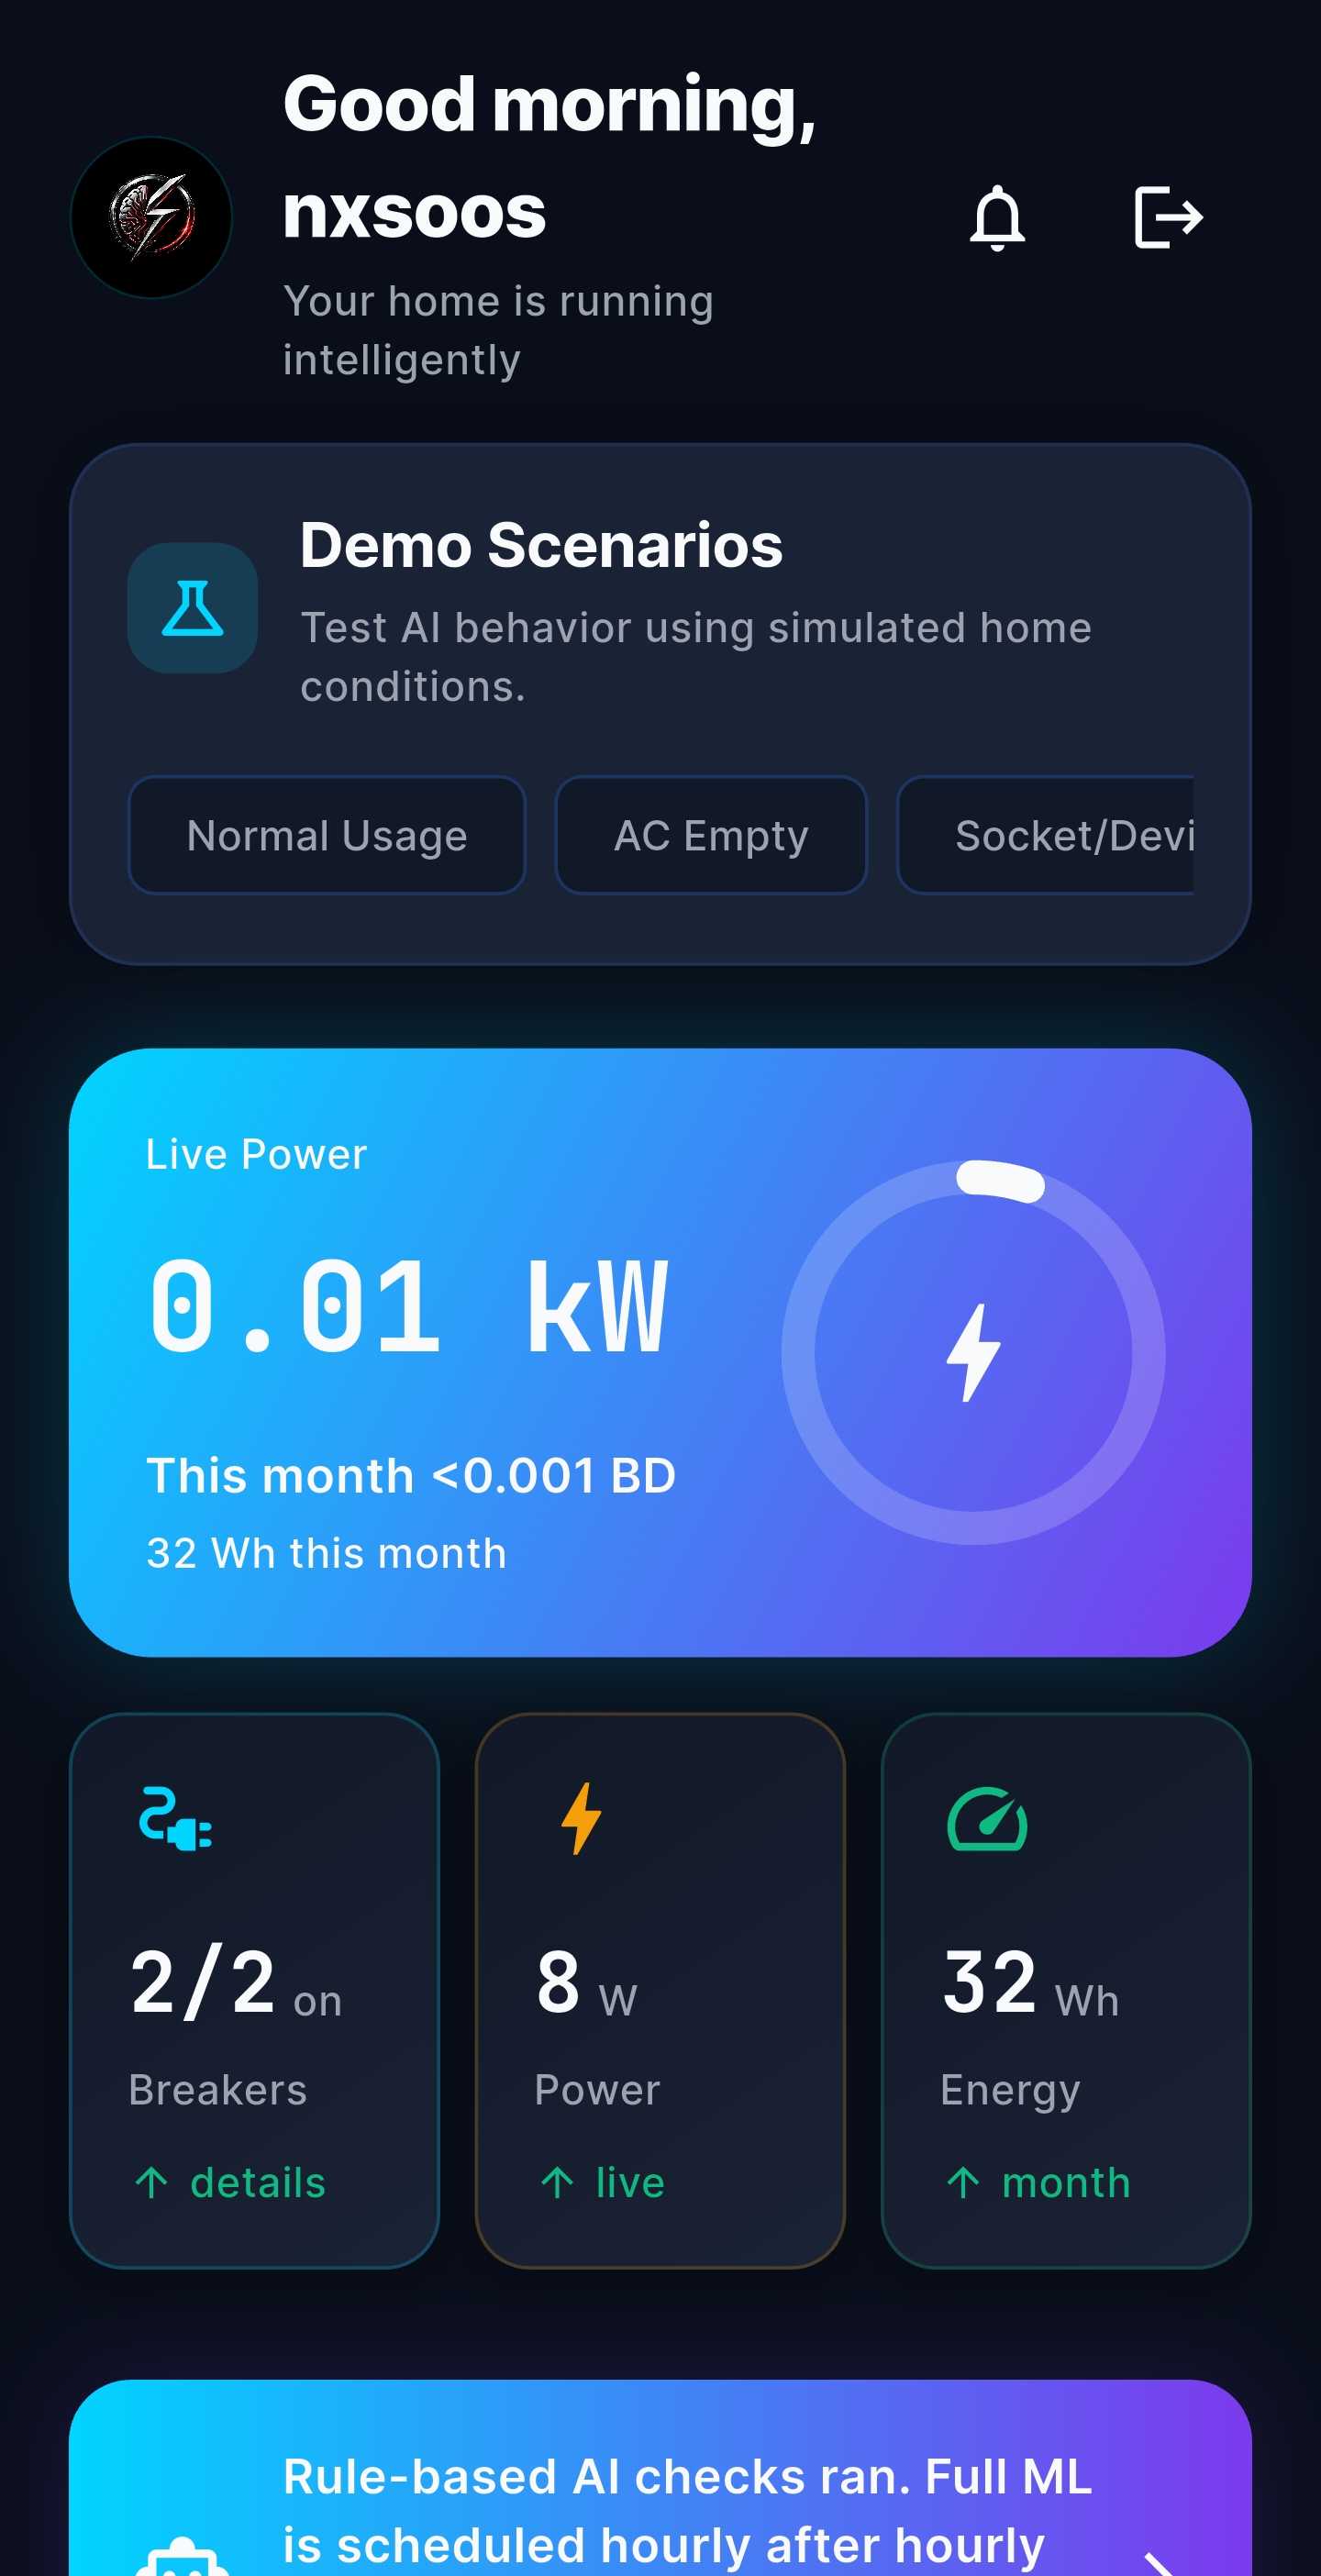 Good morning,
nxsoos
Your home is running
intelligently
Demo Scenarios
Test AI behavior using simulated home
conditions.
Normal Usage
AC Empty
Socket/Devi
Live Power
0.01 kW
This month <0.001 BD
32 Wh this month
2/2 on
Breakers
↑ details
8 W
Power
↑ live
32 Wh
Energy
↑ month
Rule-based AI checks ran. Full ML
is scheduled hourly after hourly